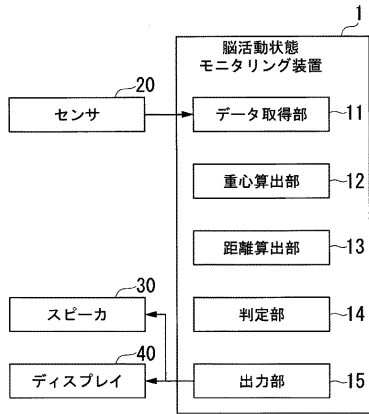 1
脳活動状態
モニタリング装置
20
センサ
データ取得部
11
重心算出部
12
距離算出部
13
30
スピーカ
判定部
14
40
ディスプレイ
出力部
15